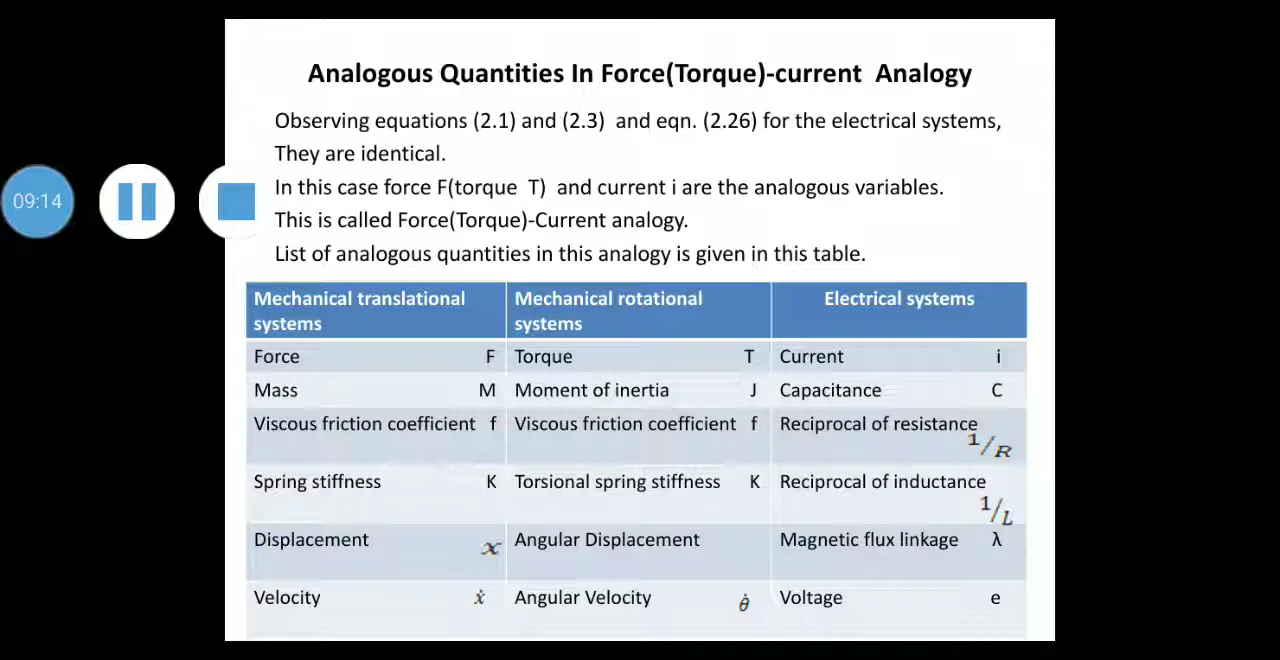 Analogous Quantities In Force(Torque)-current Analogy
Observing equations (2.1) and (2.3) and eqn. (2.26) for the electrical systems,
They are identical.
09:14
In this case force F(torque T) and current i are the analogous variables.
This is called Force(Torque)-Current analogy.
List of analogous quantities in this analogy is given in this table.
Mechanical translational systems Mechanical rotational systems Electrical systems
Force F Torque T Current i
Mass M Moment of inertia J Capacitance C
Viscous friction coefficient f Viscous friction coefficient f Reciprocal of resistance 1/R
Spring stiffness K Torsional spring stiffness K Reciprocal of inductance 1/L
Displacement x Angular Displacement Magnetic flux linkage λ
Velocity ẋ Angular Velocity θ̇ Voltage e